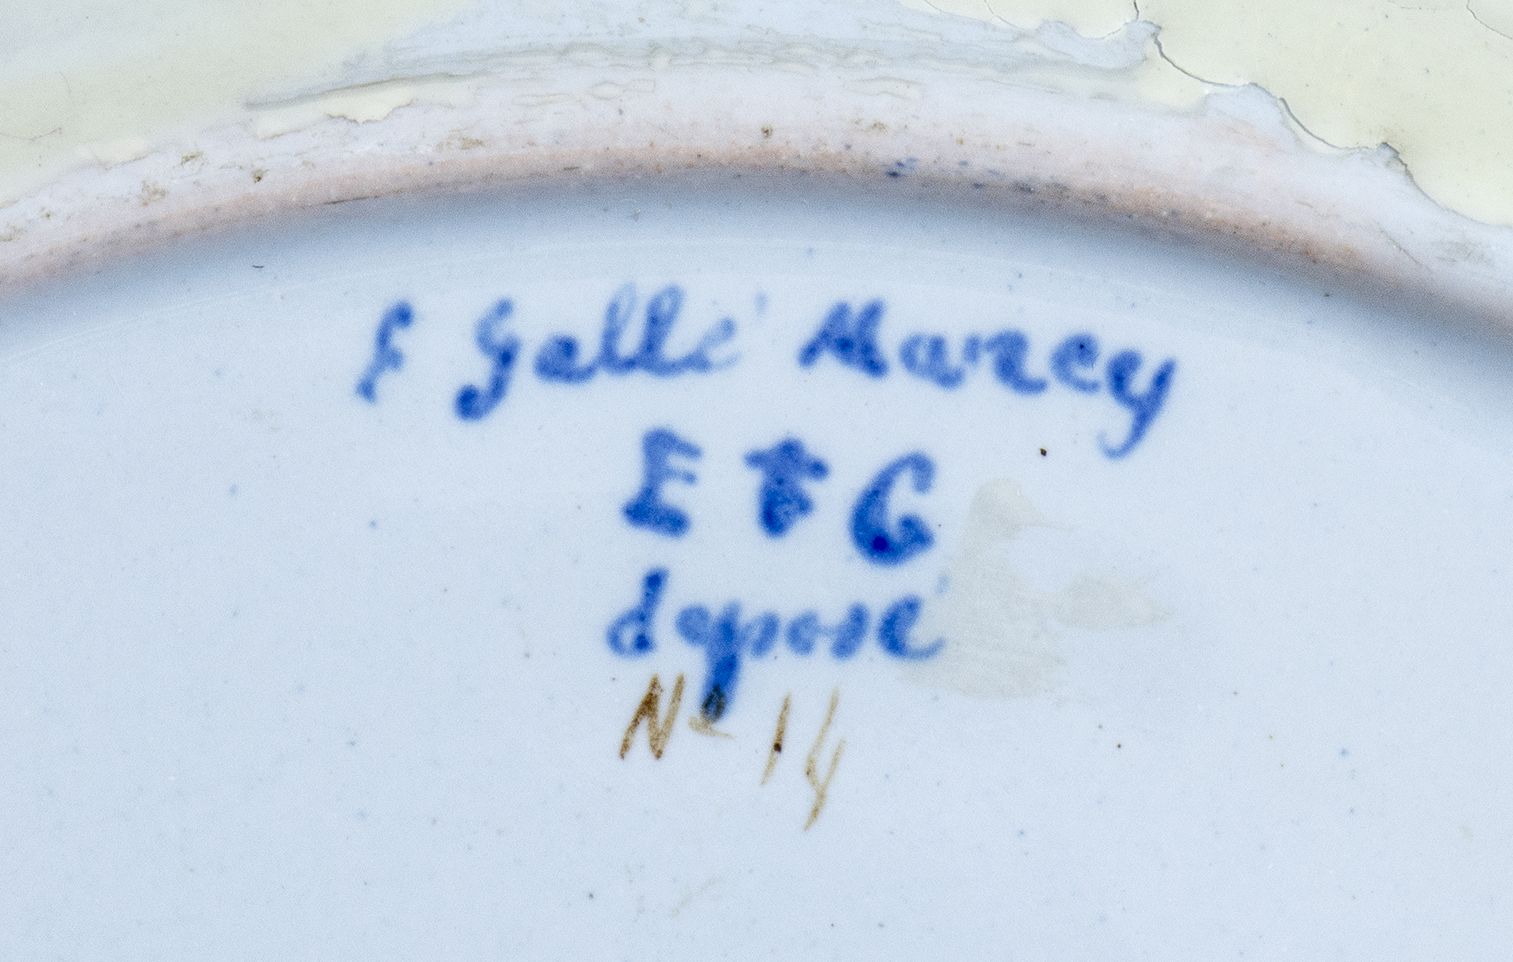 E Gallé Nancy
E ‡ G
déposé
Nº 14